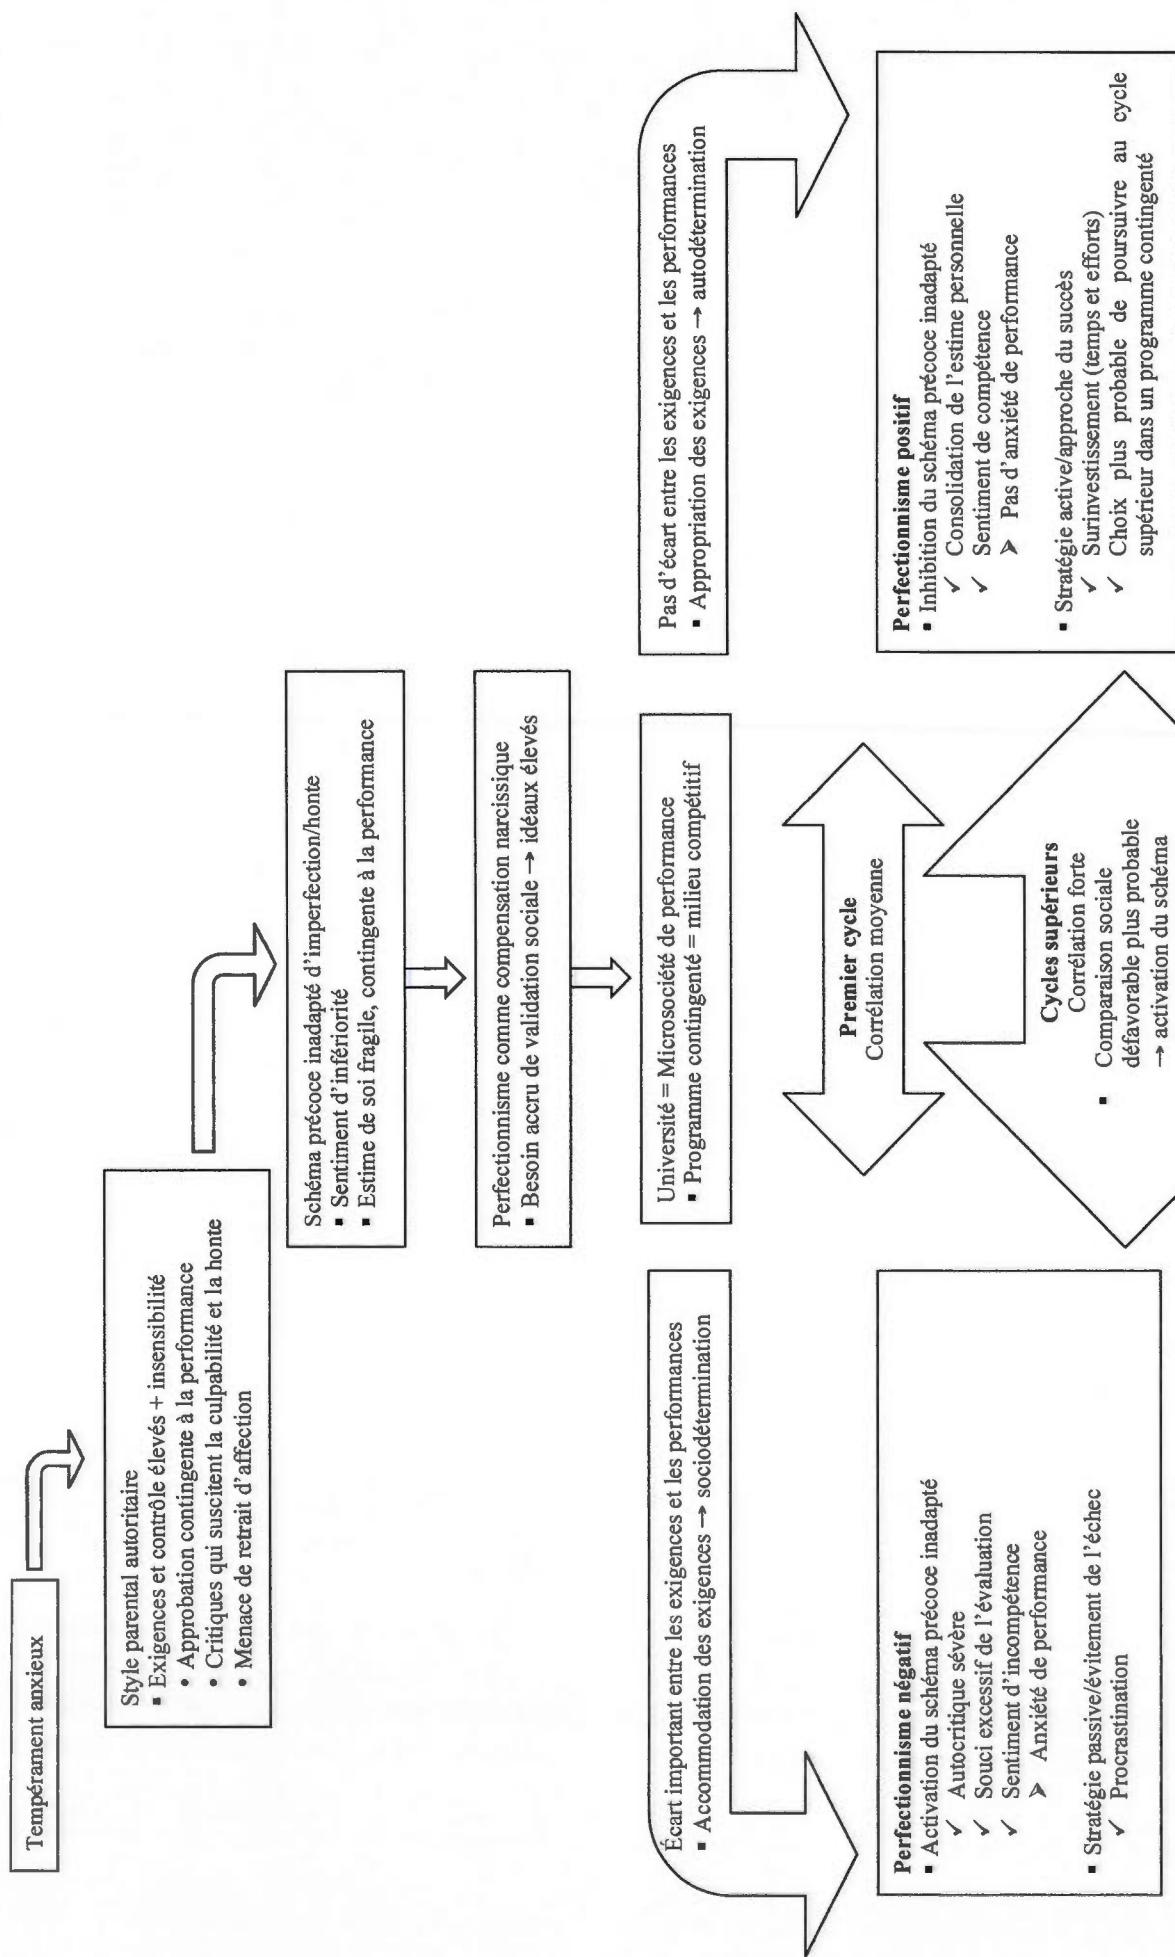 Tempérament anxieux
Style parental autoritaire
▪ Exigences et contrôle élevés + insensibilité
• Approbation contingente à la performance
• Critiques qui suscitent la culpabilité et la honte
• Menace de retrait d'affection
Schéma précoce inadapté d'imperfection/honte
▪ Sentiment d'infériorité
▪ Estime de soi fragile, contingente à la performance
Perfectionnisme comme compensation narcissique
▪ Besoin accru de validation sociale → idéaux élevés
Université = Microsociété de performance
▪ Programme contingenté = milieu compétitif
Écart important entre les exigences et les performances
▪ Accommodation des exigences → sociodétermination
Pas d'écart entre les exigences et les performances
▪ Appropriation des exigences → autodétermination
Premier cycle
Corrélation moyenne
Perfectionnisme négatif
▪ Activation du schéma précoce inadapté
✓ Autocritique sévère
✓ Souci excessif de l'évaluation
✓ Sentiment d'incompétence
➢ Anxiété de performance
▪ Stratégie passive/évitement de l'échec
✓ Procrastination
Cycles supérieurs
Corrélation forte
▪ Comparaison sociale
défavorable plus probable
→ activation du schéma
Perfectionnisme positif
▪ Inhibition du schéma précoce inadapté
✓ Consolidation de l'estime personnelle
✓ Sentiment de compétence
➢ Pas d'anxiété de performance
▪ Stratégie active/approche du succès
✓ Surinvestissement (temps et efforts)
✓ Choix plus probable de poursuivre au cycle
supérieur dans un programme contingenté